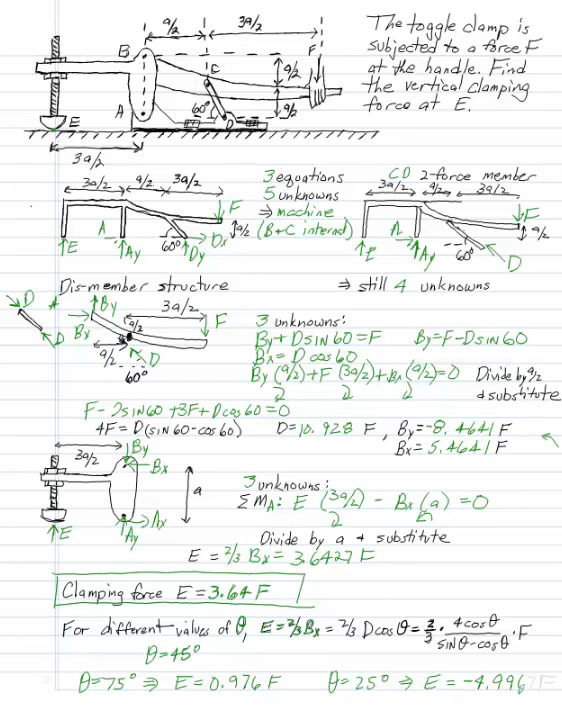 a/2 3a/2
The toggle clamp is
subjected to a force F
at the handle. Find
the vertical clamping
force at E.
B C F a/2
A 60° D a/2
E
3a/2
3a/2 a/2 3a/2
3 equations
5 unknowns
⇒ machine
(B+C internal)
F a/2
E A Ay 60° Dy Dx
CD 2-force member
3a/2 a/2 3a/2
F a/2
E A Ay 60° D
Dis-member structure
⇒ still 4 unknowns
D D
By Bx a/2 3a/2 F
a/2 D 60°
3 unknowns:
By + D sin 60 = F By = F - D sin 60
Bx = D cos 60
By (a/2) + F (3a/2) + Bx (a/2) = 0 Divide by a/2
2 2 2 & substitute
F - D sin 60 + 3F + D cos 60 = 0
4F = D (sin 60 - cos 60) D = 10.928 F, By = -8.4641 F
Bx = 5.4641 F
3a/2 By Bx
a
E Ay Ax
3 unknowns:
ΣMA: E (3a/2) - Bx (a) = 0
Divide by a & substitute
E = 2/3 Bx = 3.6427 F
Clamping force E = 3.64 F
For different values of θ, E = 2/3 Bx = 2/3 D cos θ = 2/3 · 4 cos θ / sin θ - cos θ · F
θ = 45°
θ = 75° ⇒ E = 0.976 F θ = 25° ⇒ E = -4.9967 F